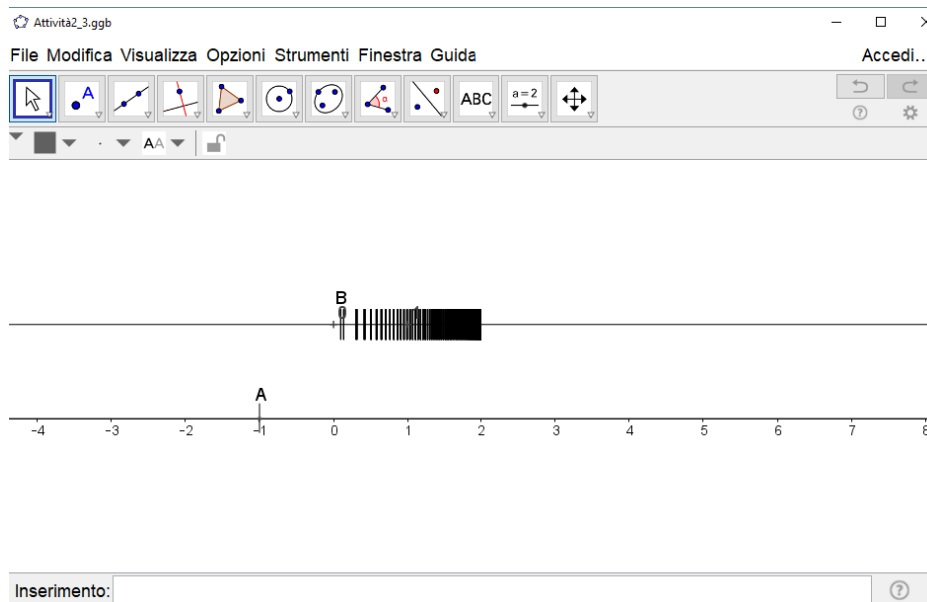 Attività2_3.ggb
File Modifica Visualizza Opzioni Strumenti Finestra Guida
Accedi...
A
α
ABC
a=2
AA
B
0
A
-4 -3 -2 -1 0 1 2 3 4 5 6 7 8
Inserimento: